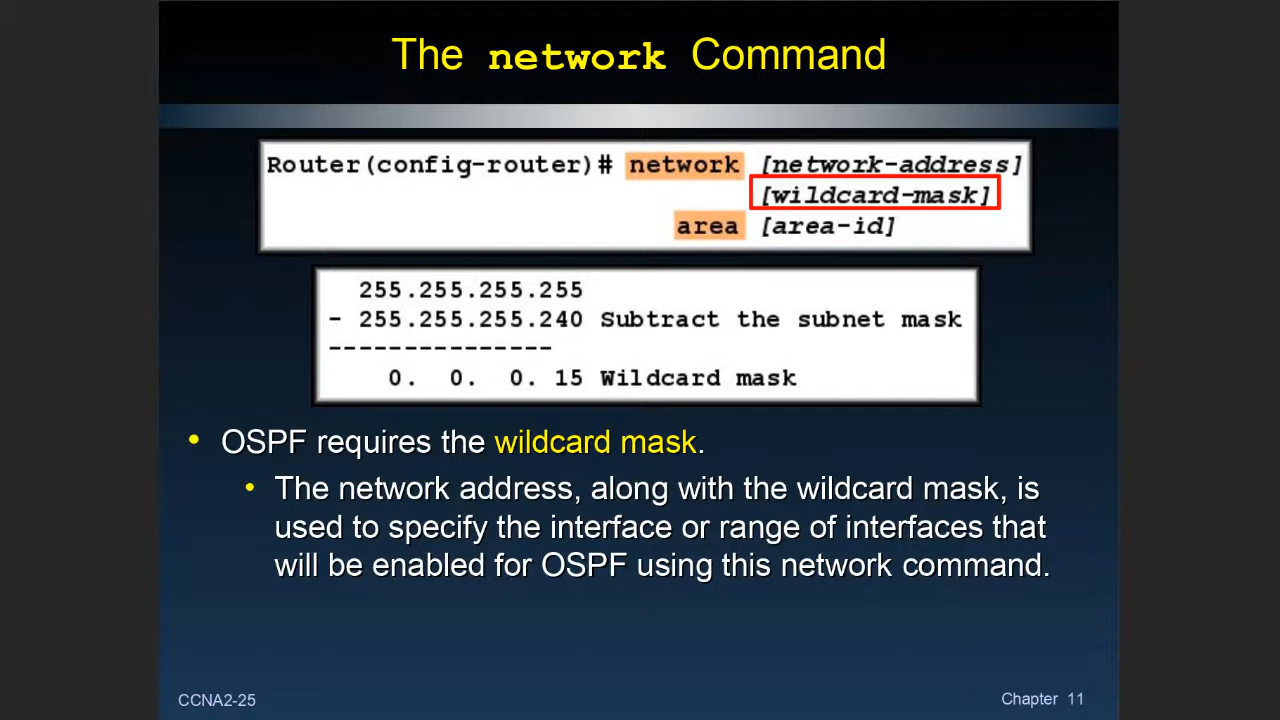 The network Command
Router(config-router)# network [network-address]
[wildcard-mask]
area [area-id]
255.255.255.255
- 255.255.255.240 Subtract the subnet mask
---------------
0. 0. 0. 15 Wildcard mask
• OSPF requires the wildcard mask.
• The network address, along with the wildcard mask, is
used to specify the interface or range of interfaces that
will be enabled for OSPF using this network command.
CCNA2-25
Chapter 11